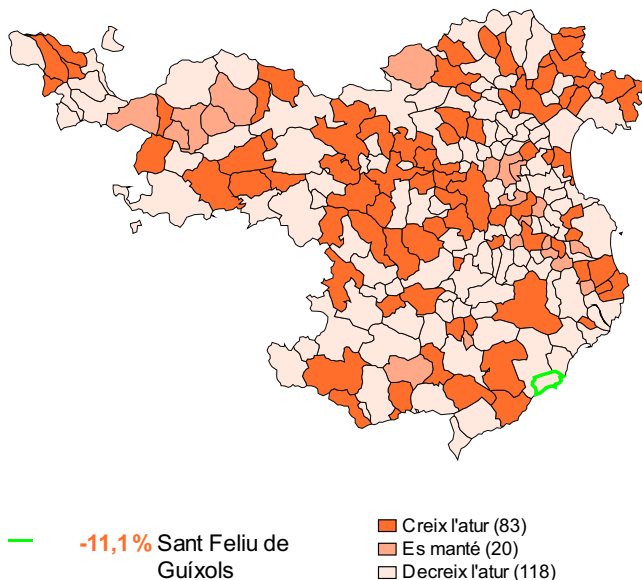 -11,1% Sant Feliu de
Guíxols
Creix l'atur (83)
Es manté (20)
Decreix l'atur (118)